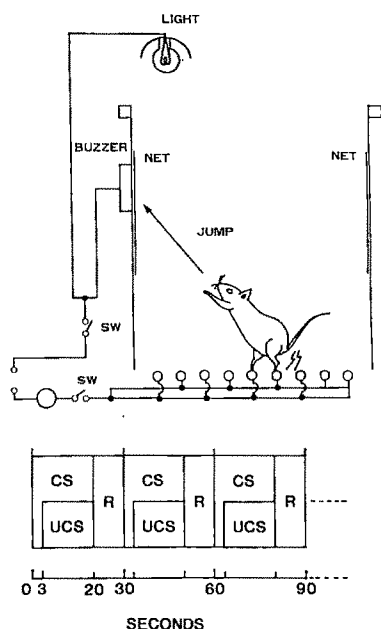 LIGHT
BUZZER
NET
NET
JUMP
SW
SW
CS R CS R CS R
UCS UCS UCS
0 3 20 30 60 80 90
SECONDS